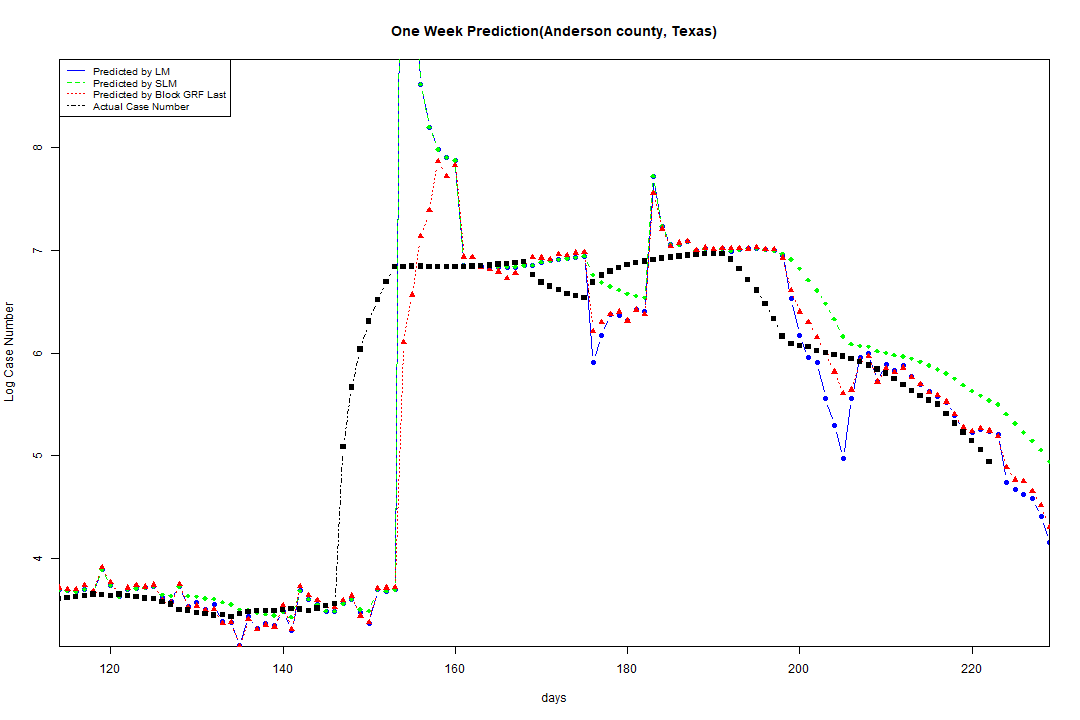 One Week Prediction(Anderson county, Texas)
Predicted by LM
Predicted by SLM
Predicted by Block GRF Last
Actual Case Number
8
7
6
5
4
Log Case Number
120 140 160 180 200 220
days